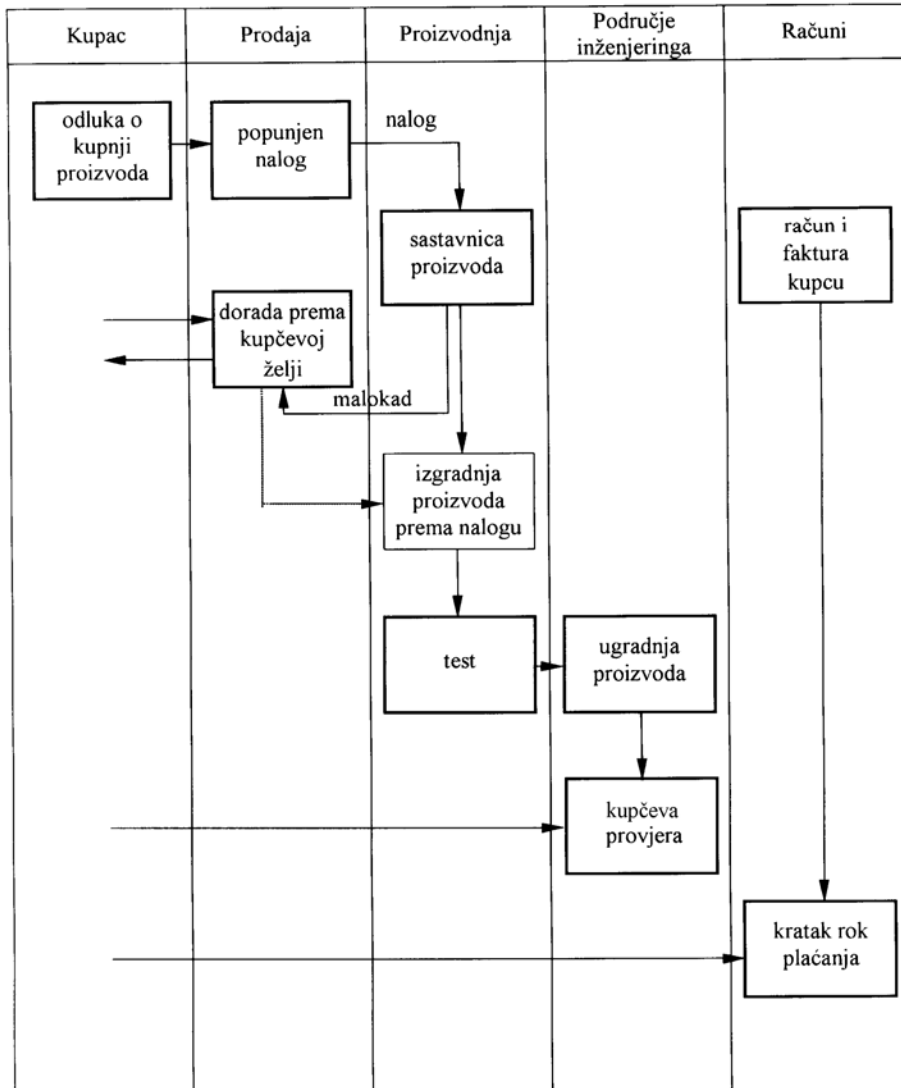 Kupac
Prodaja
Proizvodnja
Područje
inženjeringa
Računi
odluka o
kupnji
proizvoda
popunjen
nalog
nalog
sastavnica
proizvoda
račun i
faktura
kupcu
dorada prema
kupčevoj
želji
malokad
izgradnja
proizvoda
prema nalogu
test
ugradnja
proizvoda
kupčeva
provjera
kratak rok
plaćanja